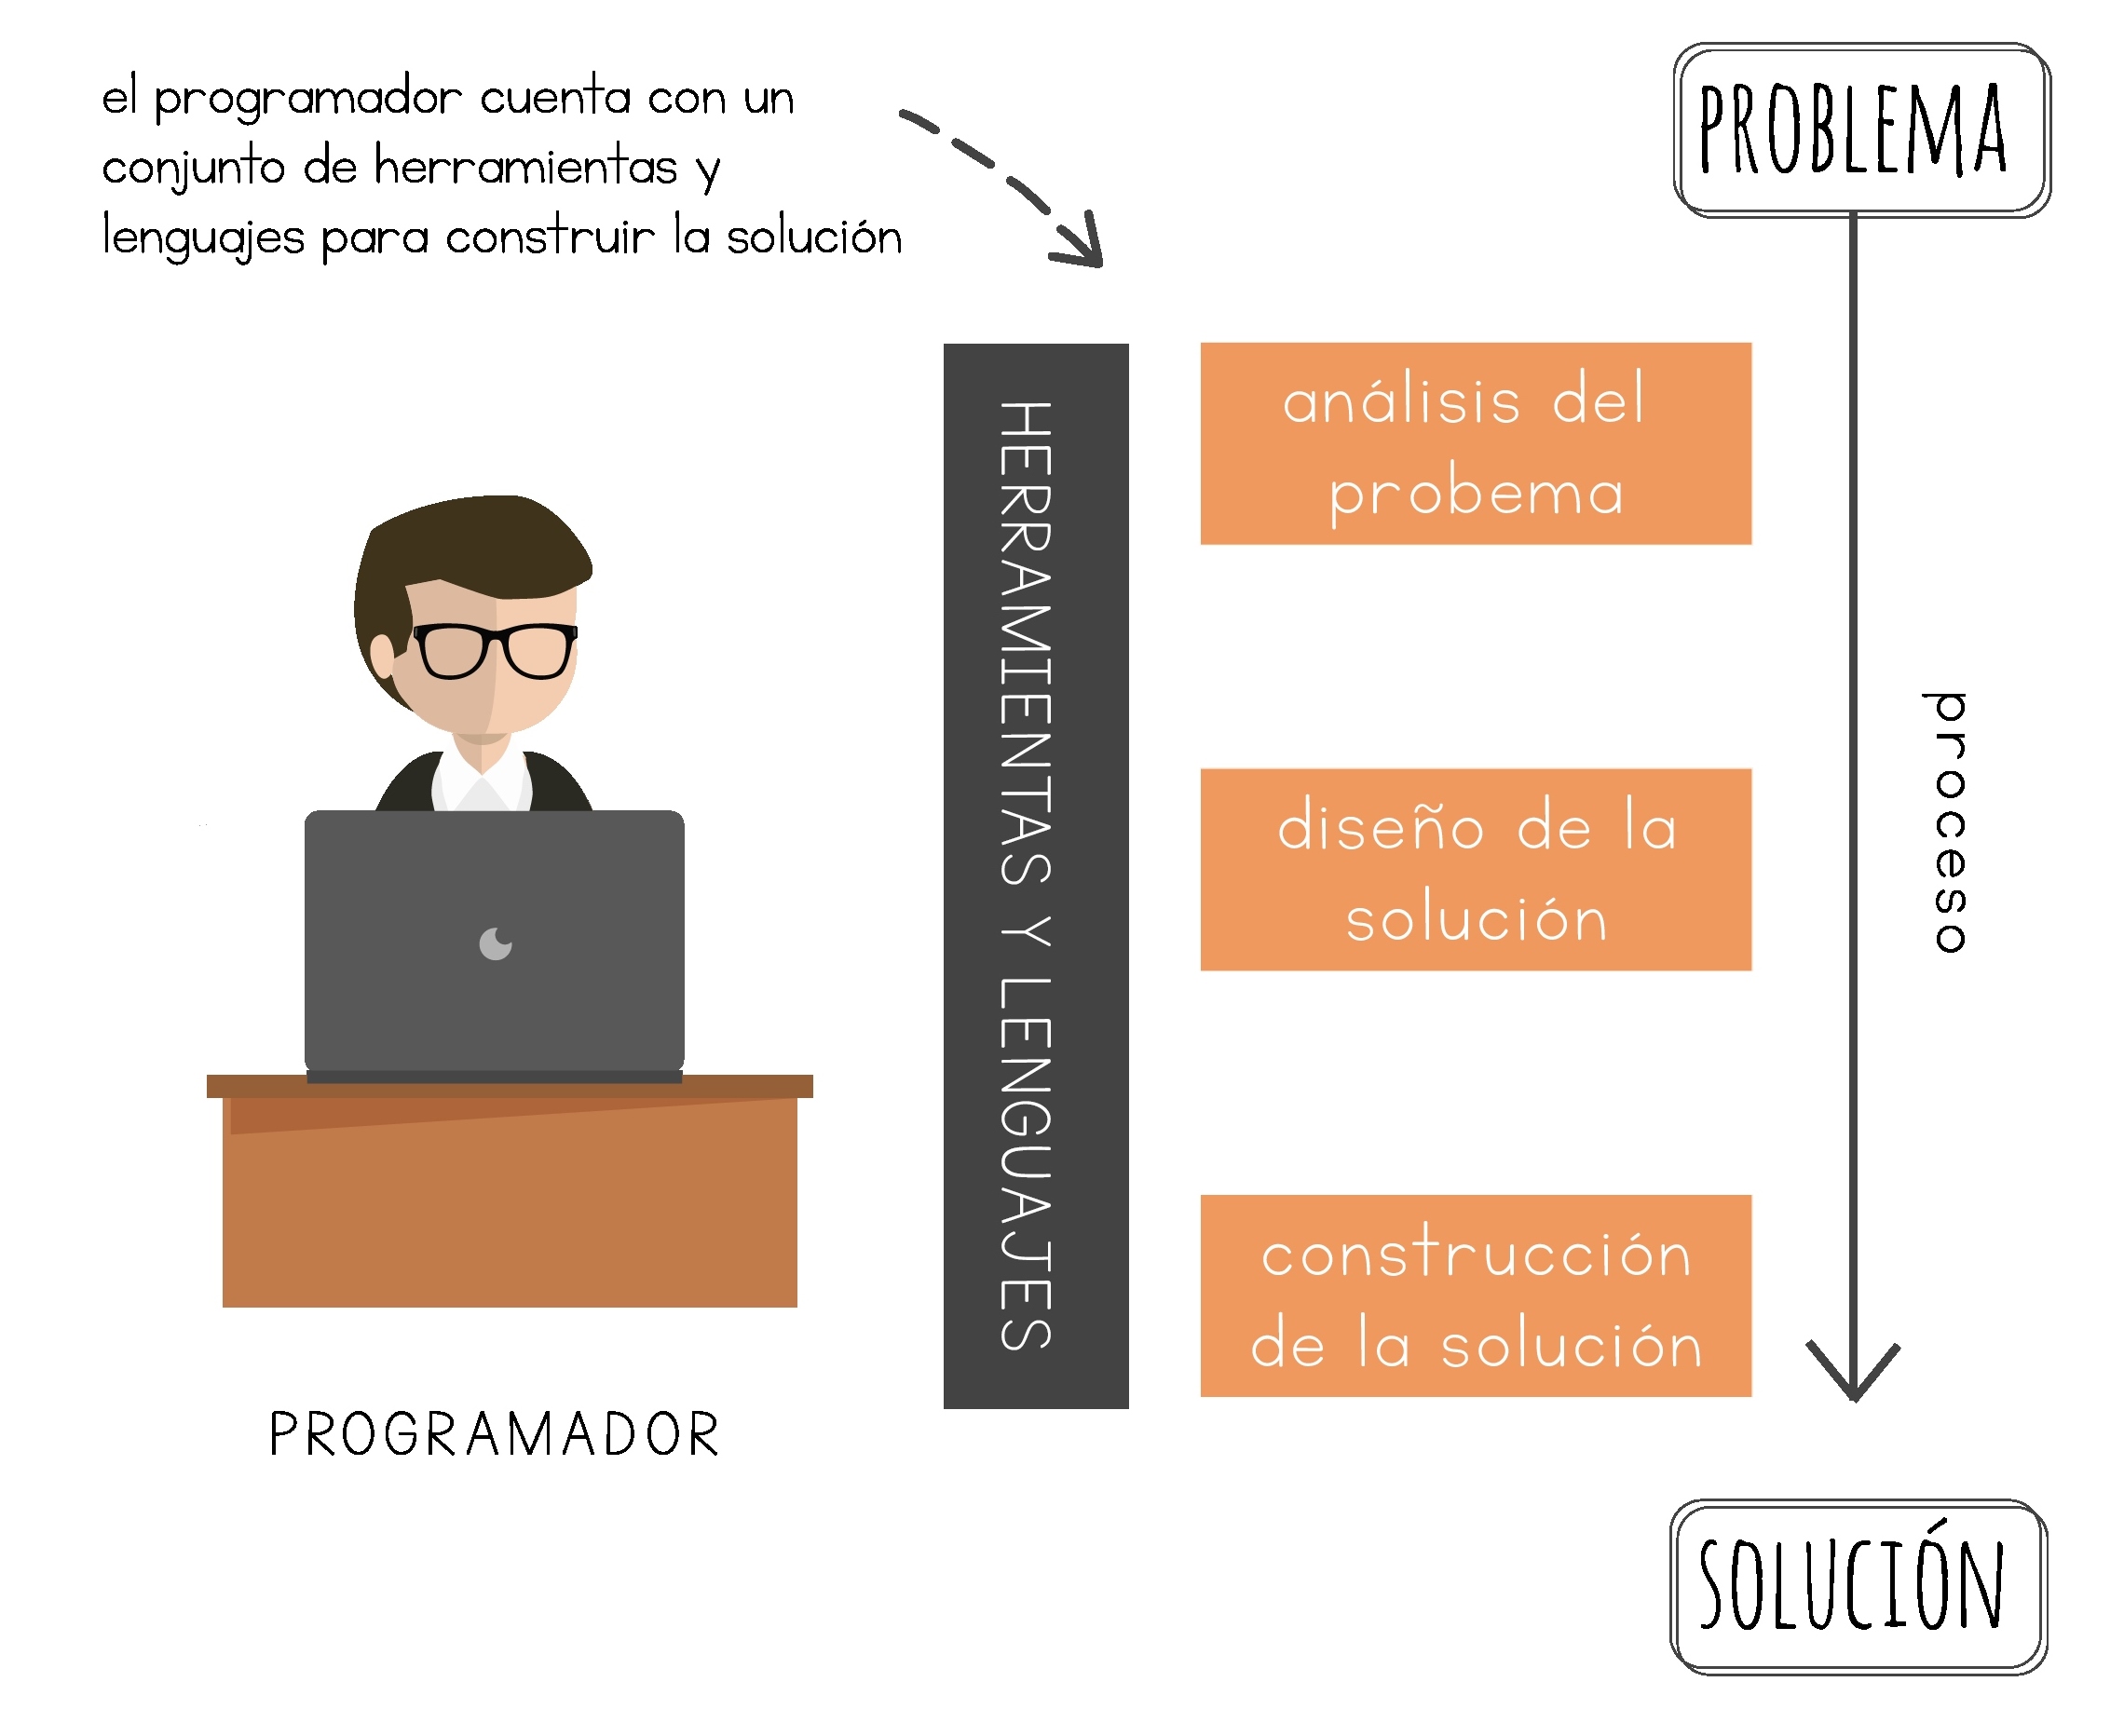 el programador cuenta con un
conjunto de herramientas y
lenguajes para construir la solución
PROBLEMA
HERRAMIENTAS Y LENGUAJES
análisis del
probema
diseño de la
solución
construcción
de la solución
proceso
PROGRAMADOR
SOLUCIÓN